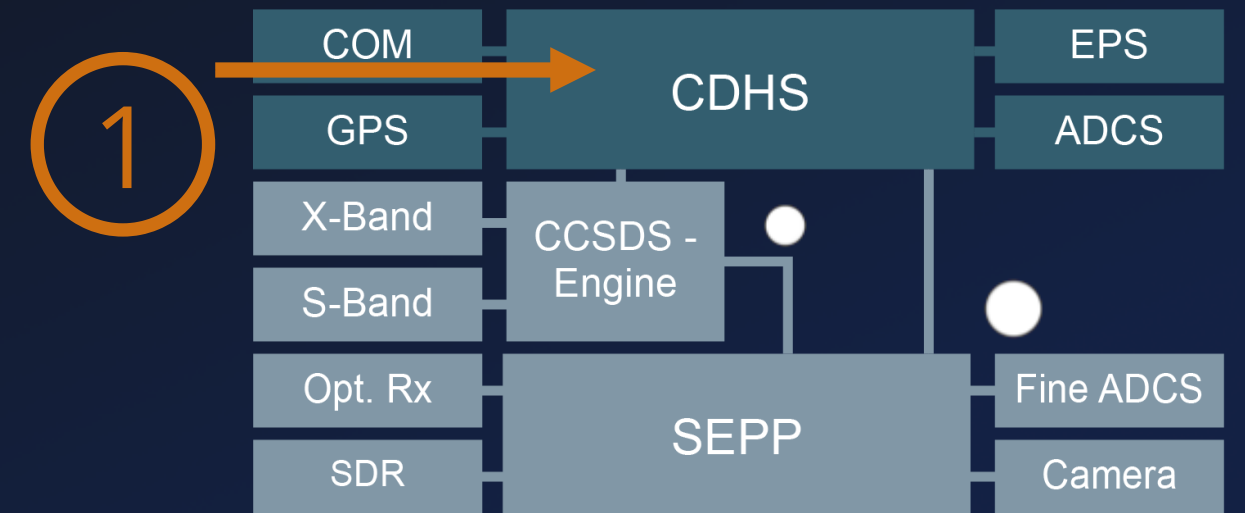 1
COM
CDHS
EPS
GPS
ADCS
X-Band
CCSDS -
Engine
S-Band
Opt. Rx
SEPP
Fine ADCS
SDR
Camera